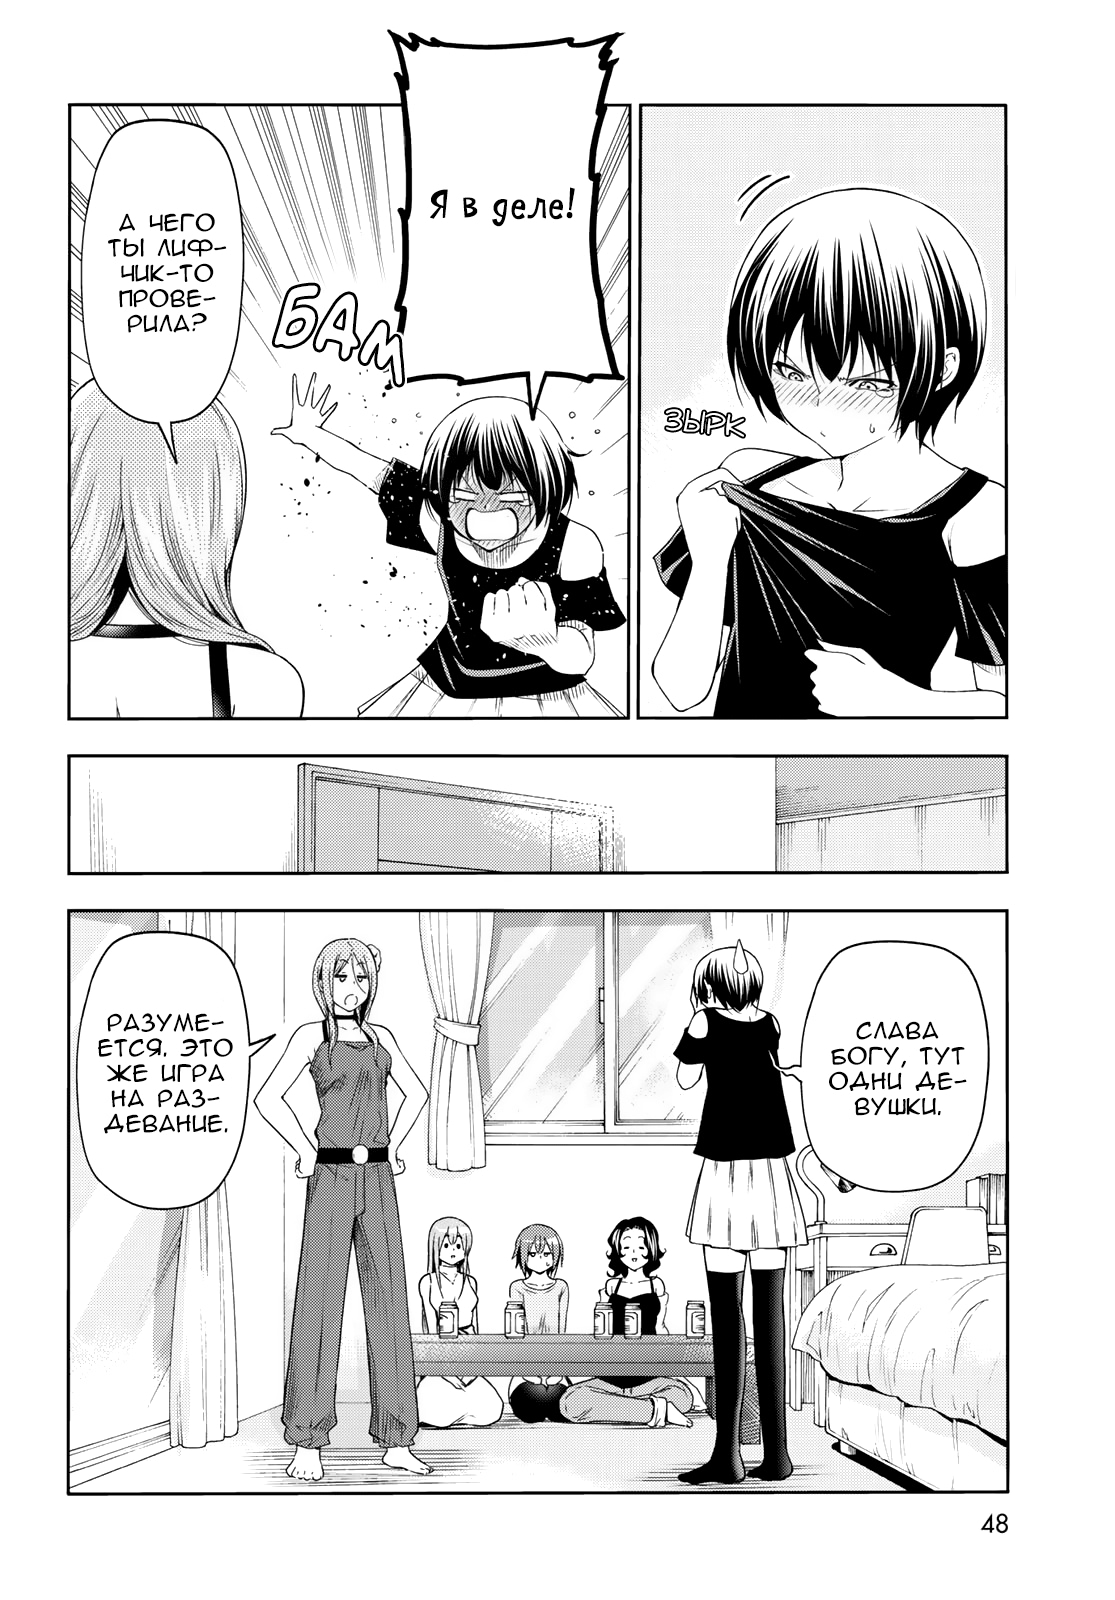 ЗЫРК
Я в деле!
БАМ
А ЧЕГО
ТЫ ЛИФ-
ЧИК-ТО
ПРОВЕ-
РИЛА?
СЛАВА
БОГУ, ТУТ
ОДНИ ДЕ-
ВУШКИ.
РАЗУМЕ-
ЕТСЯ. ЭТО
ЖЕ ИГРА
НА РАЗ-
ДЕВАНИЕ.
48